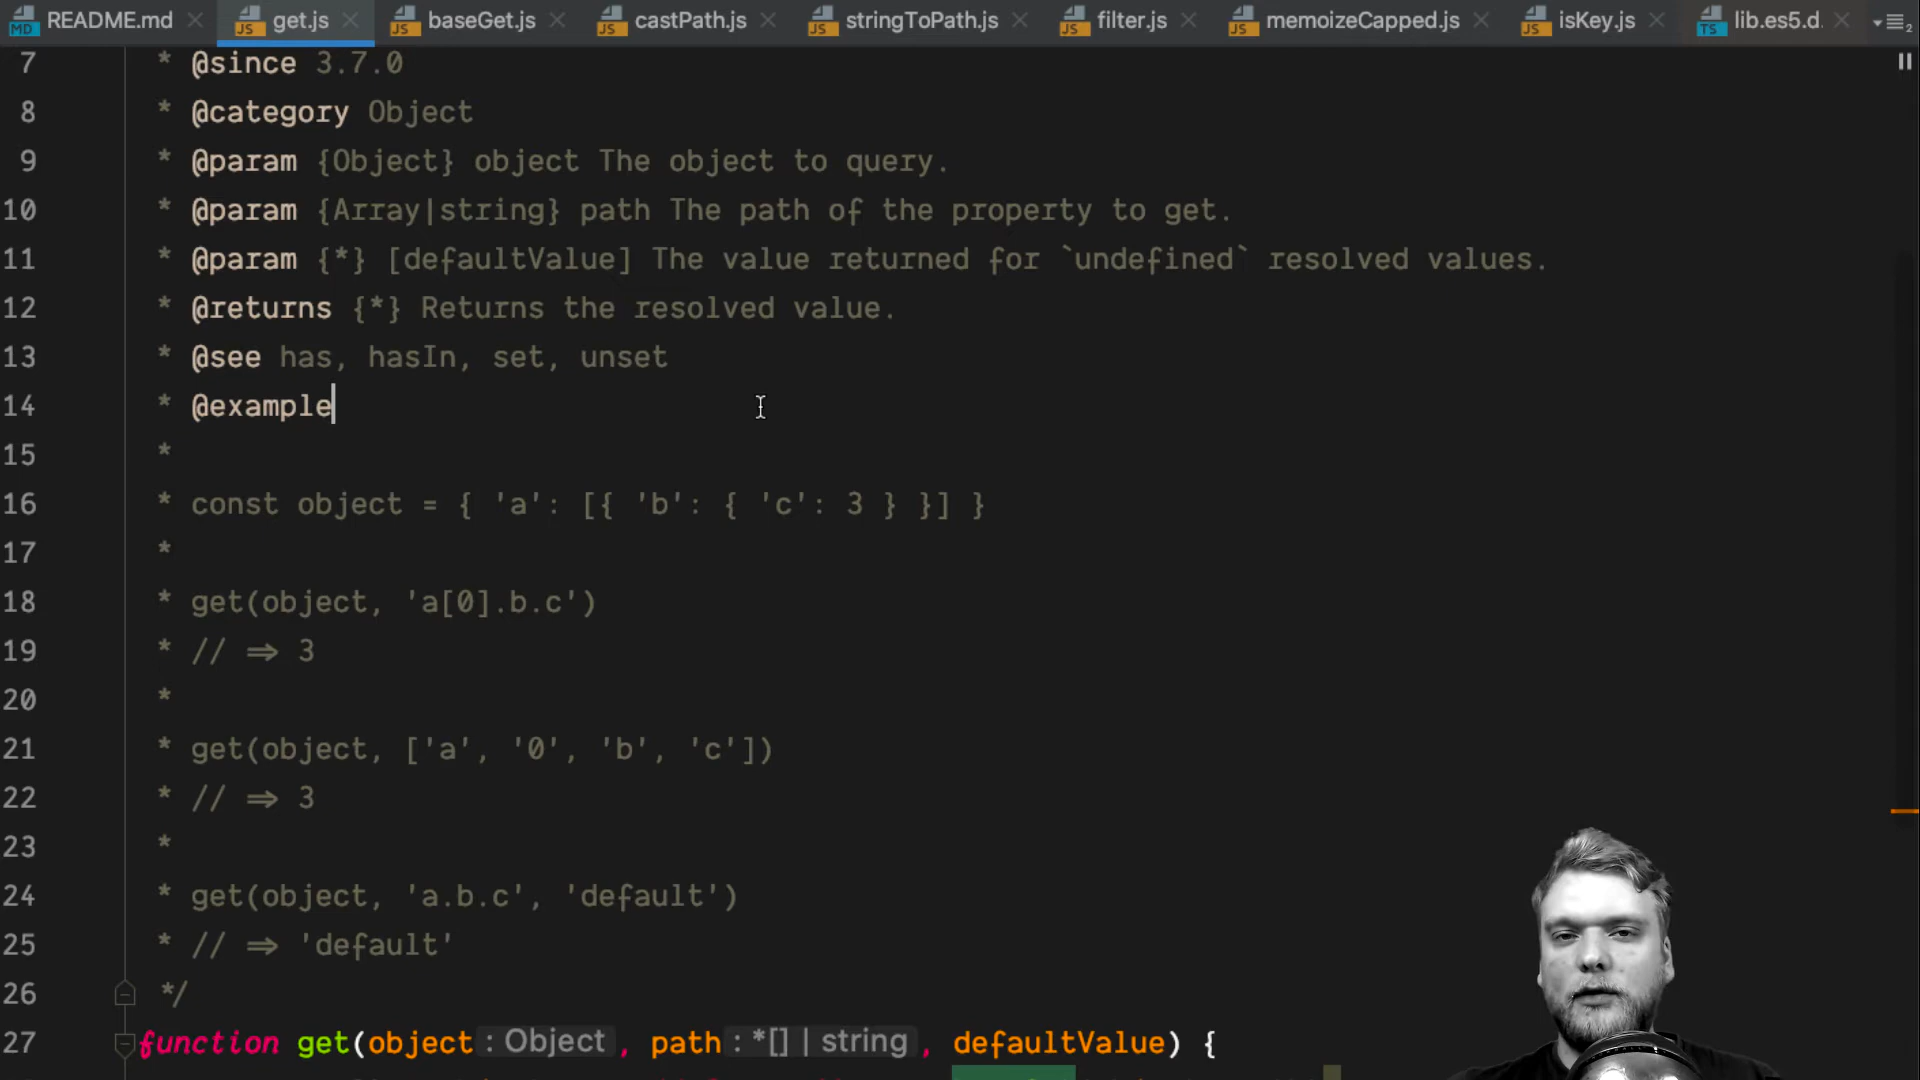 README.md get.js baseGet.js castPath.js stringToPath.js filter.js memoizeCapped.js isKey.js lib.es5.d.
7 * @since 3.7.0
8 * @category Object
9 * @param {Object} object The object to query.
10 * @param {Array|string} path The path of the property to get.
11 * @param {*} [defaultValue] The value returned for `undefined` resolved values.
12 * @returns {*} Returns the resolved value.
13 * @see has, hasIn, set, unset
14 * @example
15 *
16 * const object = { 'a': [{ 'b': { 'c': 3 } }] }
17 *
18 * get(object, 'a[0].b.c')
19 * // => 3
20 *
21 * get(object, ['a', '0', 'b', 'c'])
22 * // => 3
23 *
24 * get(object, 'a.b.c', 'default')
25 * // => 'default'
26 */
27 function get(object : Object , path : *[] | string , defaultValue) {